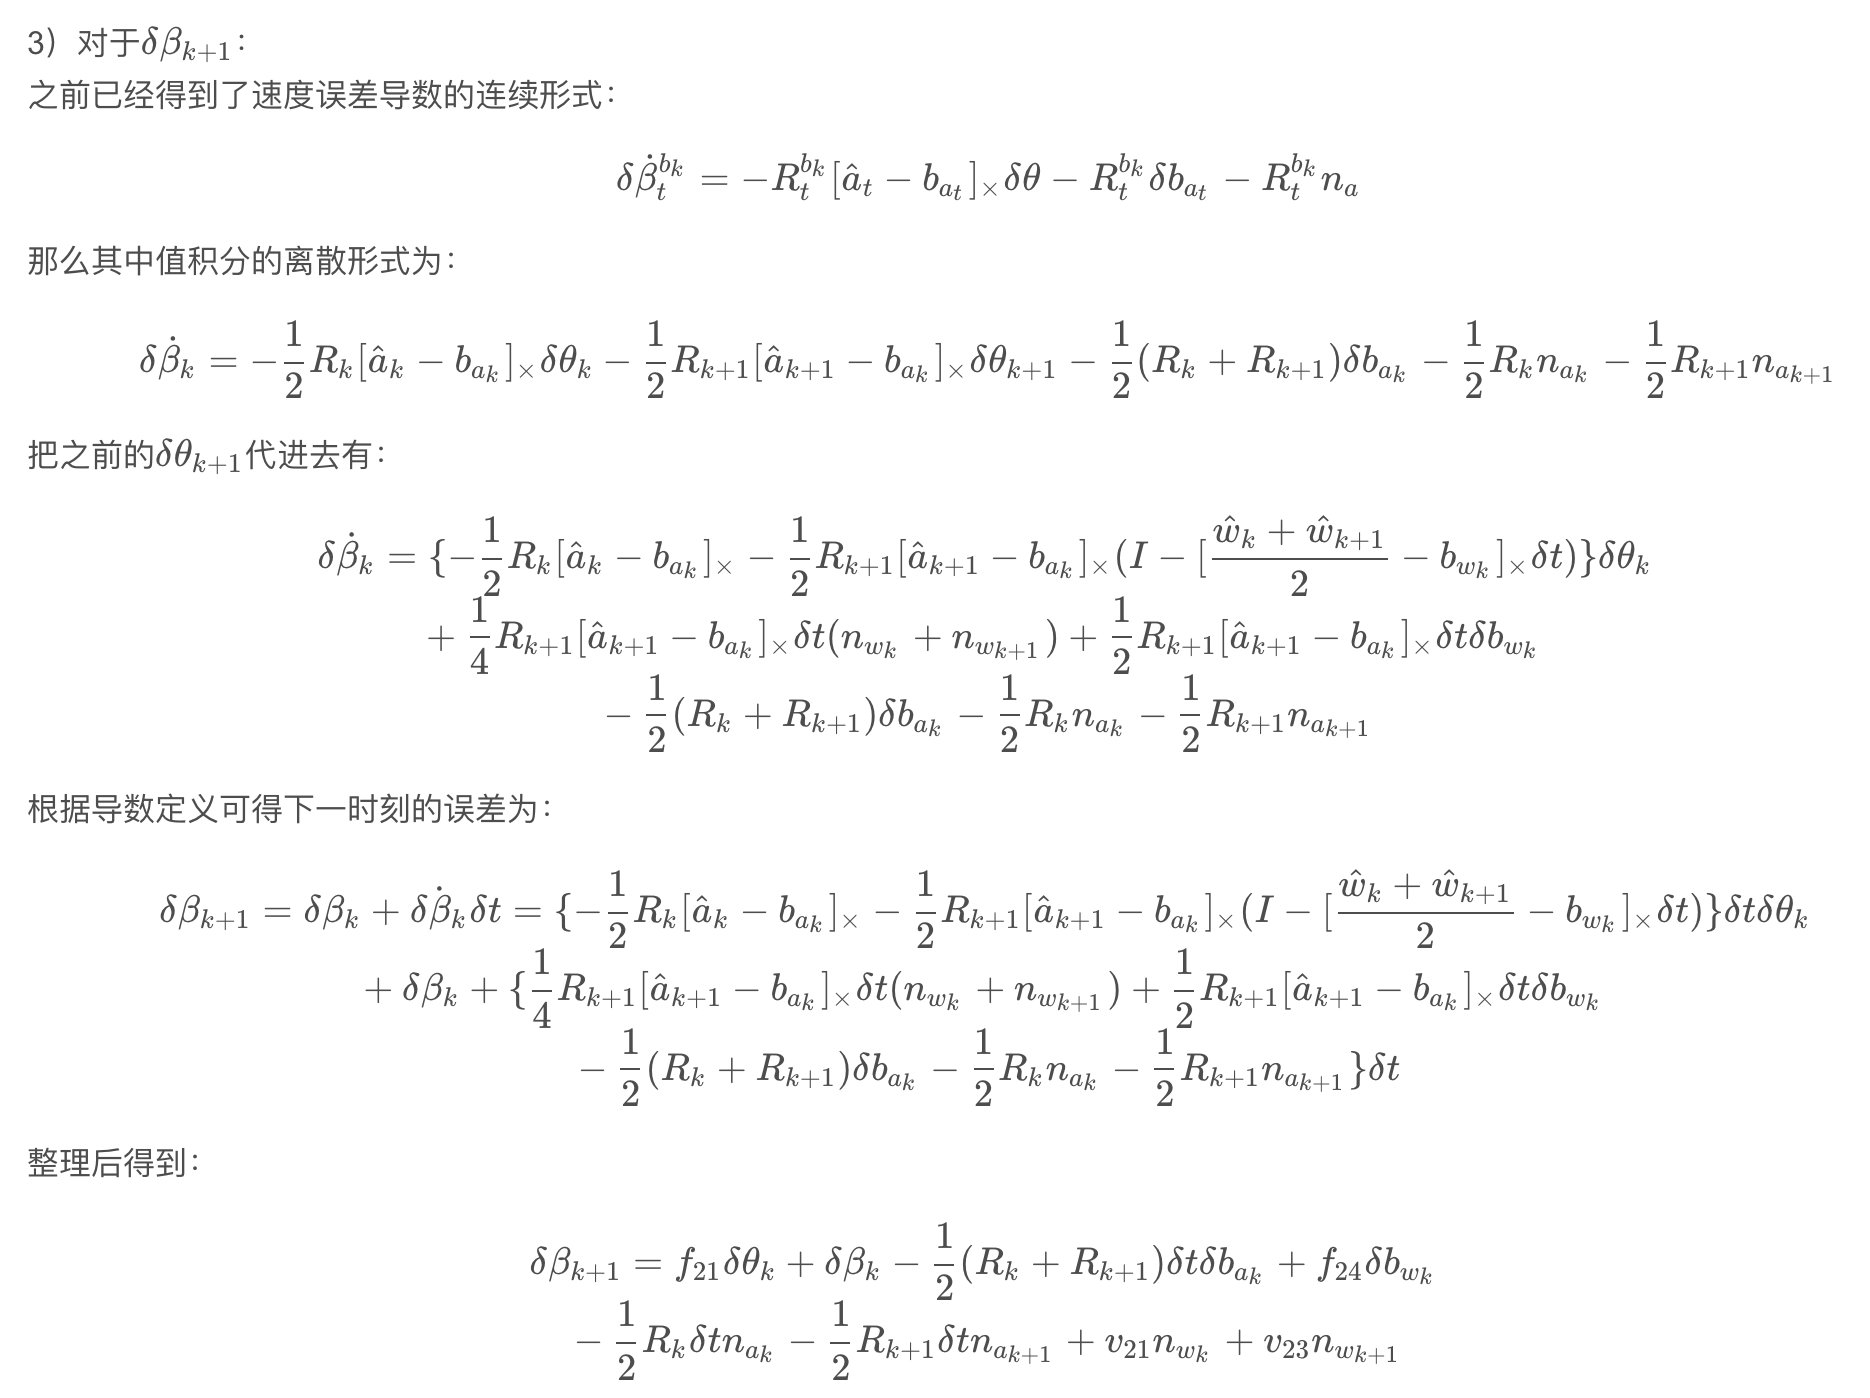 3）对于$\delta\beta_{k+1}$：
之前已经得到了速度误差导数的连续形式：
$\delta\dot{\beta}_t^{b_k} = -R_t^{b_k}[\hat{a}_t - b_{a_t}]_\times\delta\theta - R_t^{b_k}\delta b_{a_t} - R_t^{b_k}n_a$
那么其中值积分的离散形式为：
$\delta\dot{\beta}_k = -\frac{1}{2}R_k[\hat{a}_k - b_{a_k}]_\times\delta\theta_k - \frac{1}{2}R_{k+1}[\hat{a}_{k+1} - b_{a_k}]_\times\delta\theta_{k+1} - \frac{1}{2}(R_k + R_{k+1})\delta b_{a_k} - \frac{1}{2}R_k n_{a_k} - \frac{1}{2}R_{k+1}n_{a_{k+1}}$
把之前的$\delta\theta_{k+1}$代进去有：
$\delta\dot{\beta}_k = \{-\frac{1}{2}R_k[\hat{a}_k - b_{a_k}]_\times - \frac{1}{2}R_{k+1}[\hat{a}_{k+1} - b_{a_k}]_\times(I - [\frac{\hat{w}_k + \hat{w}_{k+1}}{2} - b_{w_k}]_\times\delta t)\}\delta\theta_k$
$+ \frac{1}{4}R_{k+1}[\hat{a}_{k+1} - b_{a_k}]_\times\delta t(n_{w_k} + n_{w_{k+1}}) + \frac{1}{2}R_{k+1}[\hat{a}_{k+1} - b_{a_k}]_\times\delta t\delta b_{w_k}$
$- \frac{1}{2}(R_k + R_{k+1})\delta b_{a_k} - \frac{1}{2}R_k n_{a_k} - \frac{1}{2}R_{k+1}n_{a_{k+1}}$
根据导数定义可得下一时刻的误差为：
$\delta\beta_{k+1} = \delta\beta_k + \delta\dot{\beta}_k\delta t = \{-\frac{1}{2}R_k[\hat{a}_k - b_{a_k}]_\times - \frac{1}{2}R_{k+1}[\hat{a}_{k+1} - b_{a_k}]_\times(I - [\frac{\hat{w}_k + \hat{w}_{k+1}}{2} - b_{w_k}]_\times\delta t)\}\delta t\delta\theta_k$
$+ \delta\beta_k + \{\frac{1}{4}R_{k+1}[\hat{a}_{k+1} - b_{a_k}]_\times\delta t(n_{w_k} + n_{w_{k+1}}) + \frac{1}{2}R_{k+1}[\hat{a}_{k+1} - b_{a_k}]_\times\delta t\delta b_{w_k}$
$- \frac{1}{2}(R_k + R_{k+1})\delta b_{a_k} - \frac{1}{2}R_k n_{a_k} - \frac{1}{2}R_{k+1}n_{a_{k+1}}\}\delta t$
整理后得到：
$\delta\beta_{k+1} = f_{21}\delta\theta_k + \delta\beta_k - \frac{1}{2}(R_k + R_{k+1})\delta t\delta b_{a_k} + f_{24}\delta b_{w_k}$
$- \frac{1}{2}R_k\delta t n_{a_k} - \frac{1}{2}R_{k+1}\delta t n_{a_{k+1}} + v_{21}n_{w_k} + v_{23}n_{w_{k+1}}$